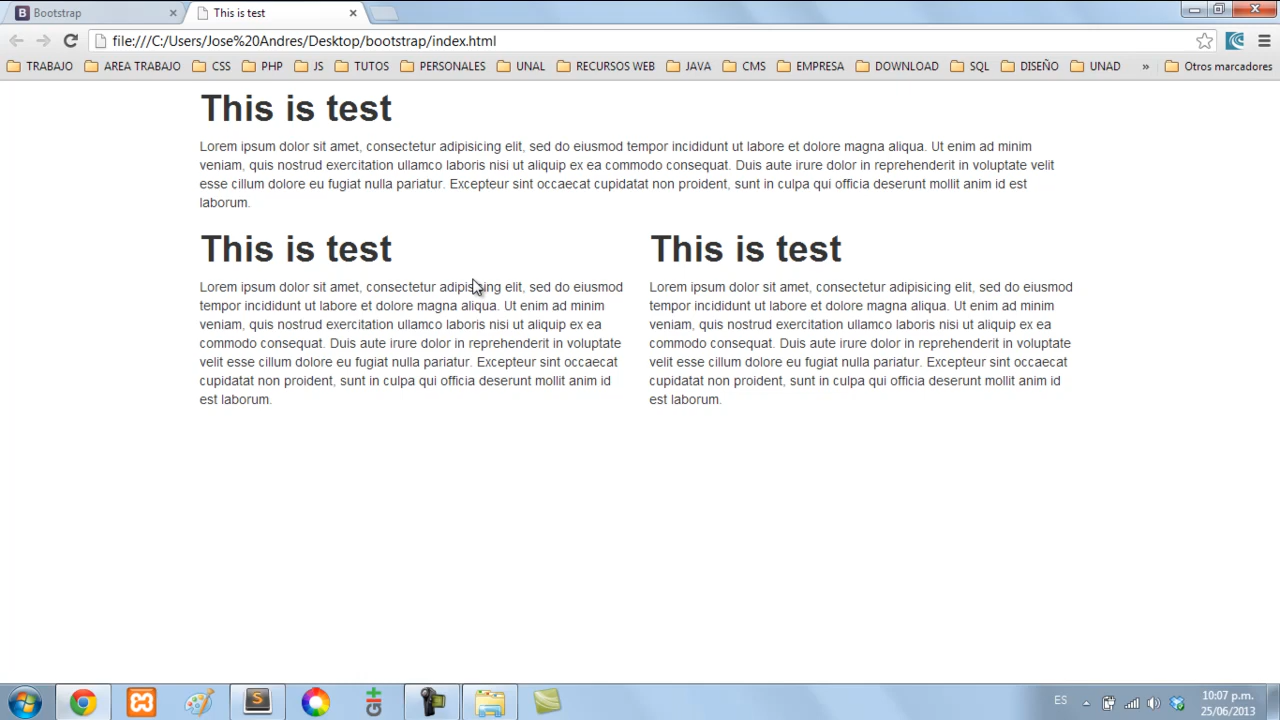 Bootstrap
This is test
file:///C:/Users/Jose%20Andres/Desktop/bootstrap/index.html
TRABAJO AREA TRABAJO CSS PHP JS TUTOS PERSONALES UNAL RECURSOS WEB JAVA CMS EMPRESA DOWNLOAD SQL DISEÑO UNAD » Otros marcadores
This is test
Lorem ipsum dolor sit amet, consectetur adipisicing elit, sed do eiusmod tempor incididunt ut labore et dolore magna aliqua. Ut enim ad minim
veniam, quis nostrud exercitation ullamco laboris nisi ut aliquip ex ea commodo consequat. Duis aute irure dolor in reprehenderit in voluptate velit
esse cillum dolore eu fugiat nulla pariatur. Excepteur sint occaecat cupidatat non proident, sunt in culpa qui officia deserunt mollit anim id est
laborum.
This is test
Lorem ipsum dolor sit amet, consectetur adipisicing elit, sed do eiusmod
tempor incididunt ut labore et dolore magna aliqua. Ut enim ad minim
veniam, quis nostrud exercitation ullamco laboris nisi ut aliquip ex ea
commodo consequat. Duis aute irure dolor in reprehenderit in voluptate
velit esse cillum dolore eu fugiat nulla pariatur. Excepteur sint occaecat
cupidatat non proident, sunt in culpa qui officia deserunt mollit anim id
est laborum.
This is test
Lorem ipsum dolor sit amet, consectetur adipisicing elit, sed do eiusmod
tempor incididunt ut labore et dolore magna aliqua. Ut enim ad minim
veniam, quis nostrud exercitation ullamco laboris nisi ut aliquip ex ea
commodo consequat. Duis aute irure dolor in reprehenderit in voluptate
velit esse cillum dolore eu fugiat nulla pariatur. Excepteur sint occaecat
cupidatat non proident, sunt in culpa qui officia deserunt mollit anim id
est laborum.
ES
10:07 p.m.
25/06/2013